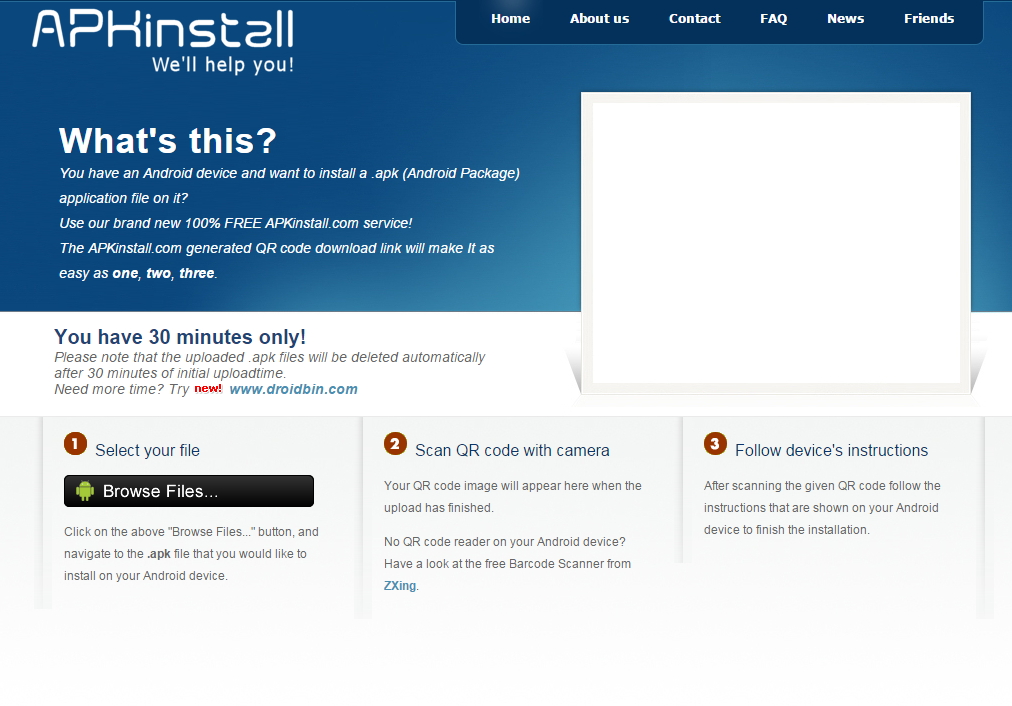 APKinstall
We'll help you!
Home About us Contact FAQ News Friends
What's this?
You have an Android device and want to install a .apk (Android Package)
application file on it?
Use our brand new 100% FREE APKinstall.com service!
The APKinstall.com generated QR code download link will make It as
easy as one, two, three.
You have 30 minutes only!
Please note that the uploaded .apk files will be deleted automatically
after 30 minutes of initial uploadtime.
Need more time? Try new! www.droidbin.com
1 Select your file
Browse Files...
Click on the above "Browse Files..." button, and
navigate to the .apk file that you would like to
install on your Android device.
2 Scan QR code with camera
Your QR code image will appear here when the
upload has finished.
No QR code reader on your Android device?
Have a look at the free Barcode Scanner from
ZXing.
3 Follow device's instructions
After scanning the given QR code follow the
instructions that are shown on your Android
device to finish the installation.